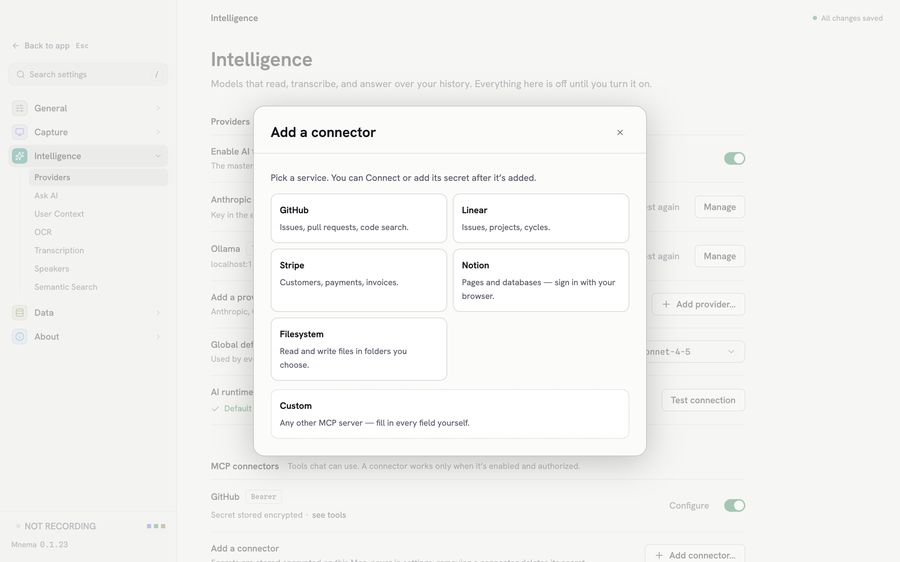 Intelligence
All changes saved
Back to app Esc
Search settings /
General
Capture
Intelligence
Providers
Ask AI
User Context
OCR
Transcription
Speakers
Semantic Search
Data
About
NOT RECORDING
Mnema 0.1.23
Intelligence
Models that read, transcribe, and answer over your history. Everything here is off until you turn it on.
Providers
Enable AI
The master
Anthropic
Key in the
again
Manage
Ollama
again
Manage
Add a
Anthropic,
Add provider...
Global
Used by
AI runtime
Default
Test connection
Add a connector
Pick a service. You can Connect or add its secret after it's added.
GitHub
Issues, pull requests, code search.
Linear
Issues, projects, cycles.
Stripe
Customers, payments, invoices.
Notion
Pages and databases — sign in with your
browser.
Filesystem
Read and write files in folders you
choose.
Custom
Any other MCP server — fill in every field yourself.
MCP connectors Tools chat can use. A connector works only when it's enabled and authorized.
GitHub Bearer
Secret stored encrypted · see tools
Configure
Add a connector
Add connector...